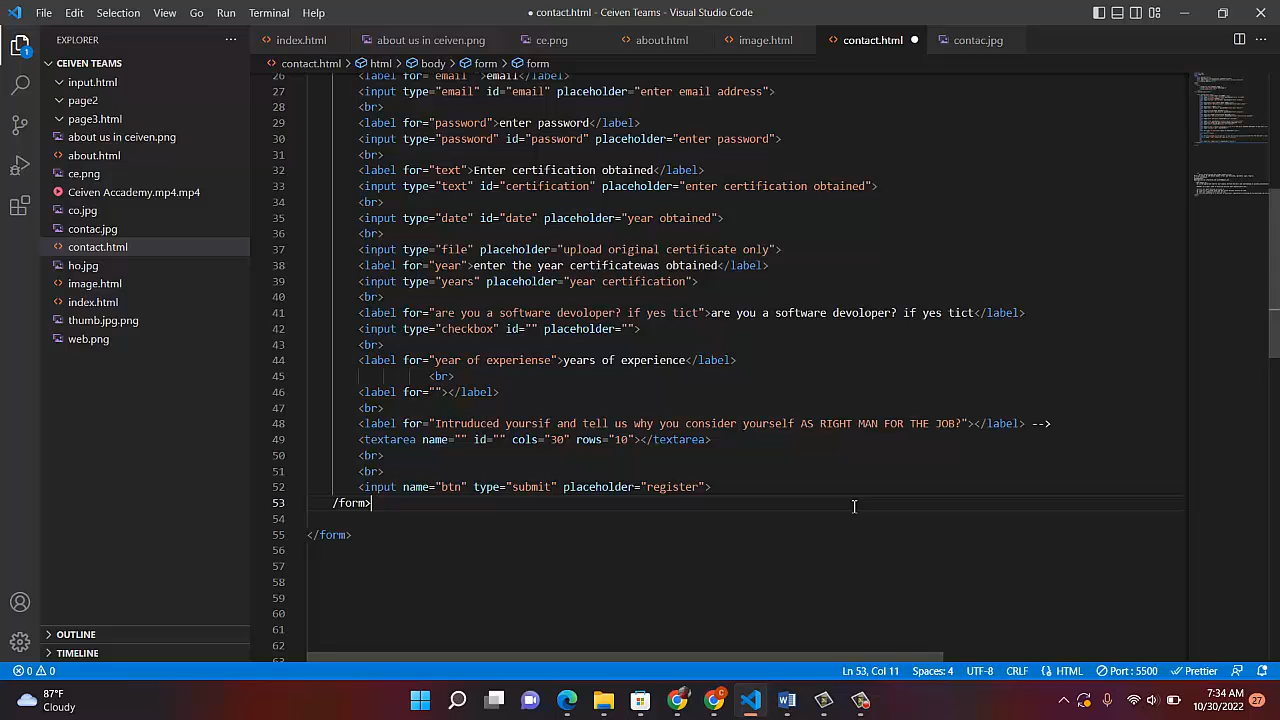 File Edit Selection View Go Run Terminal Help
● contact.html - Ceiven Teams - Visual Studio Code
EXPLORER
index.html
about us in ceiven.png
ce.png
about.html
image.html
contact.html
contac.jpg
CEIVEN TEAMS
contact.html > html > body > form > form
input.html
page2
page3.html
about us in ceiven.png
about.html
ce.png
Ceiven Accademy.mp4.mp4
co.jpg
contac.jpg
contact.html
ho.jpg
image.html
index.html
thumb.jpg.png
web.png
26 <label for="email ">email</label>
27 <input type="email" id="email" placeholder="enter email address">
28 <br>
29 <label for="password">enter password</label>
30 <input type="password" id="password" placeholder="enter password">
31 <br>
32 <label for="text">Enter certification obtained</label>
33 <input type="text" id="certification" placeholder="enter certification obtained">
34 <br>
35 <input type="date" id="date" placeholder="year obtained">
36 <br>
37 <input type="file" placeholder="upload original certificate only">
38 <label for="year">enter the year certificatewas obtained</label>
39 <input type="years" placeholder="year certification">
40 <br>
41 <label for="are you a software devoloper? if yes tict">are you a software devoloper? if yes tict</label>
42 <input type="checkbox" id="" placeholder="">
43 <br>
44 <label for="year of experiense">years of experience</label>
45 <br>
46 <label for=""></label>
47 <br>
48 <label for="Intruduced yoursif and tell us why you consider yourself AS RIGHT MAN FOR THE JOB?"></label> -->
49 <textarea name="" id="" cols="30" rows="10"></textarea>
50 <br>
51 <br>
52 <input name="btn" type="submit" placeholder="register">
53 /form>
54
55 </form>
56
57
58
59
60
61
62
63
OUTLINE
TIMELINE
0 0
Ln 53, Col 11 Spaces: 4 UTF-8 CRLF HTML Port : 5500 Prettier
87°F
Cloudy
7:34 AM
10/30/2022
27
1